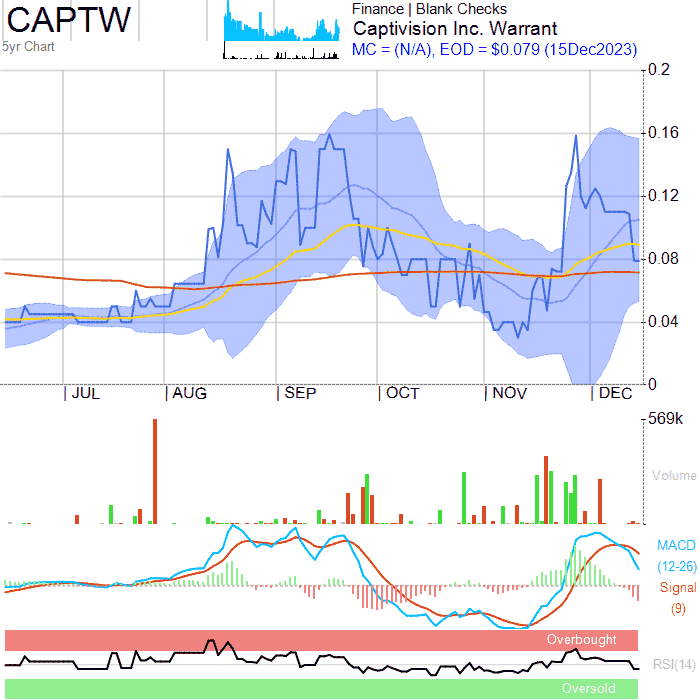 CAPTW
5yr Chart
Finance | Blank Checks
Captivision Inc. Warrant
MC = (N/A), EOD = $0.079 (15Dec2023)
0.2
0.16
0.12
0.08
0.04
0
JUL
AUG
SEP
OCT
NOV
DEC
569k
Volume
MACD
(12-26)
Signal
(9)
Overbought
RSI(14)
Oversold